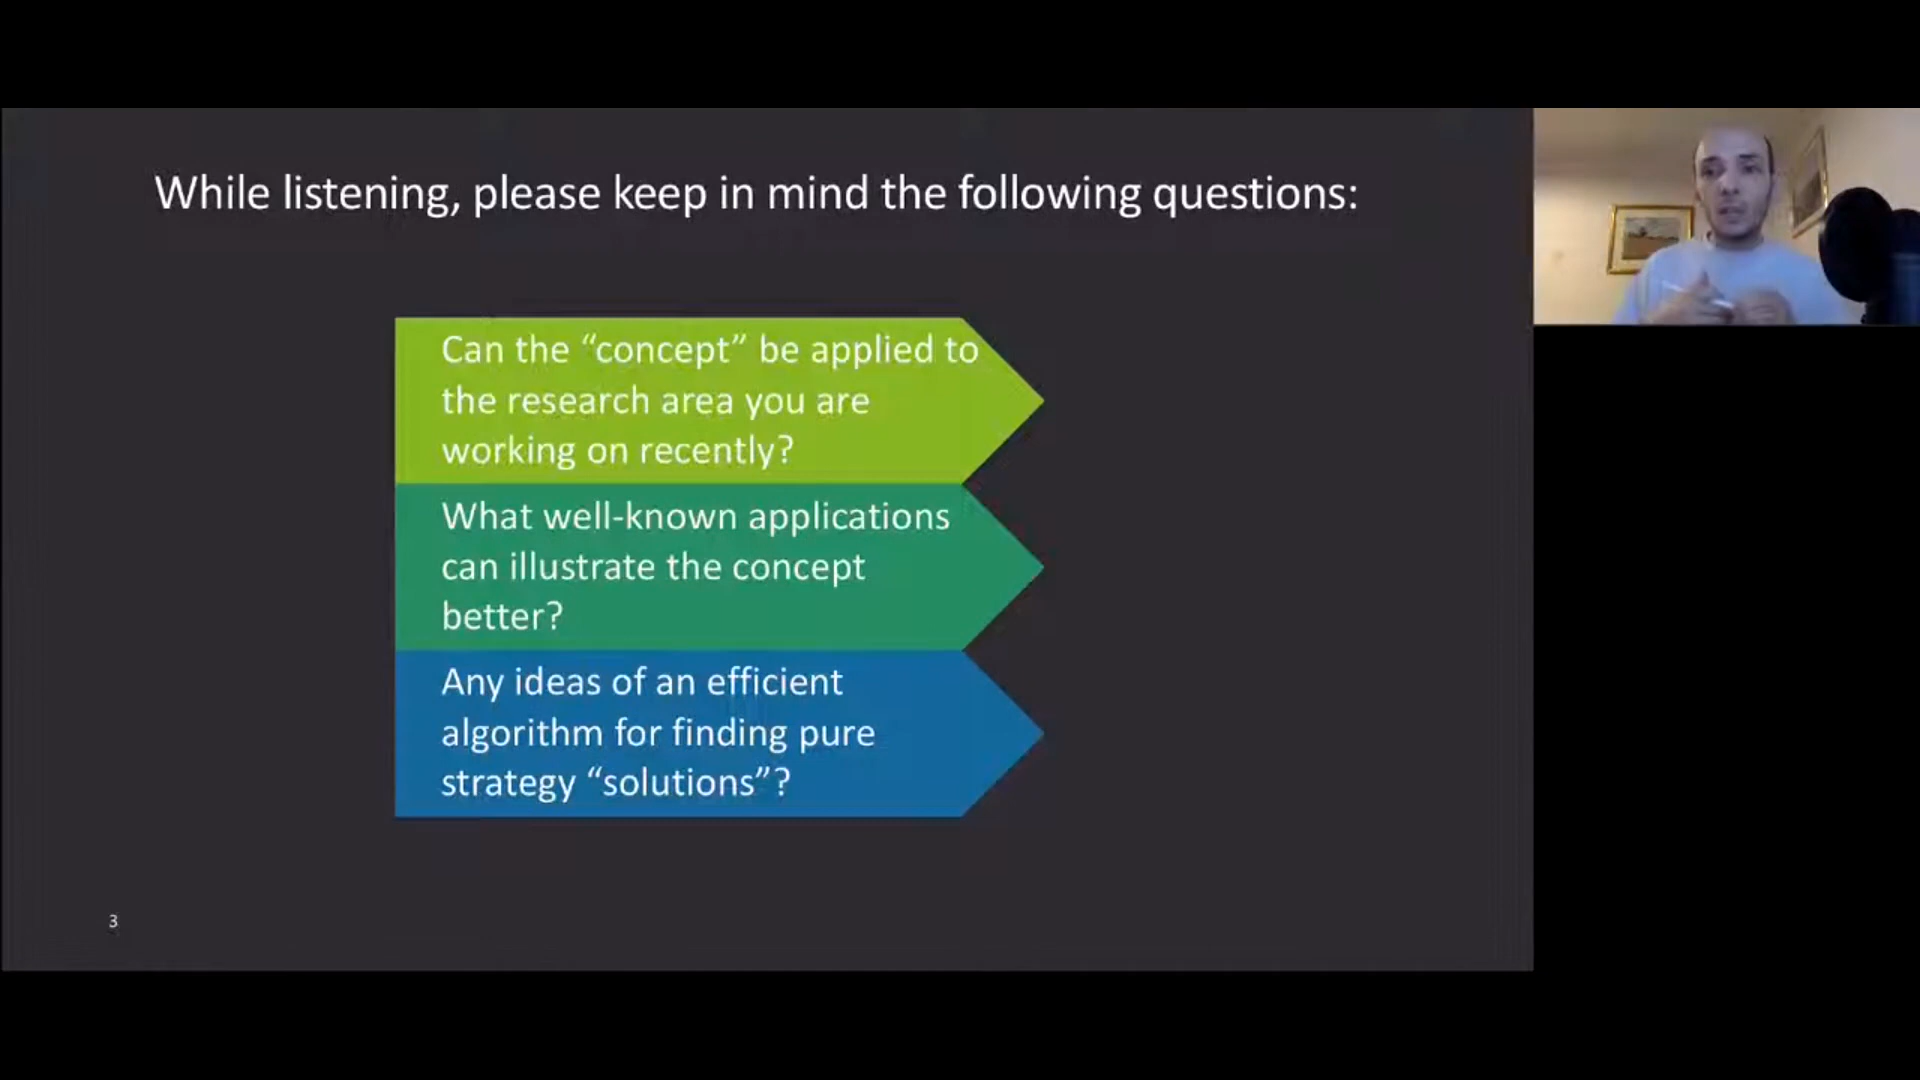 While listening, please keep in mind the following questions:
Can the “concept” be applied to
the research area you are
working on recently?
What well-known applications
can illustrate the concept
better?
Any ideas of an efficient
algorithm for finding pure
strategy “solutions”?
3